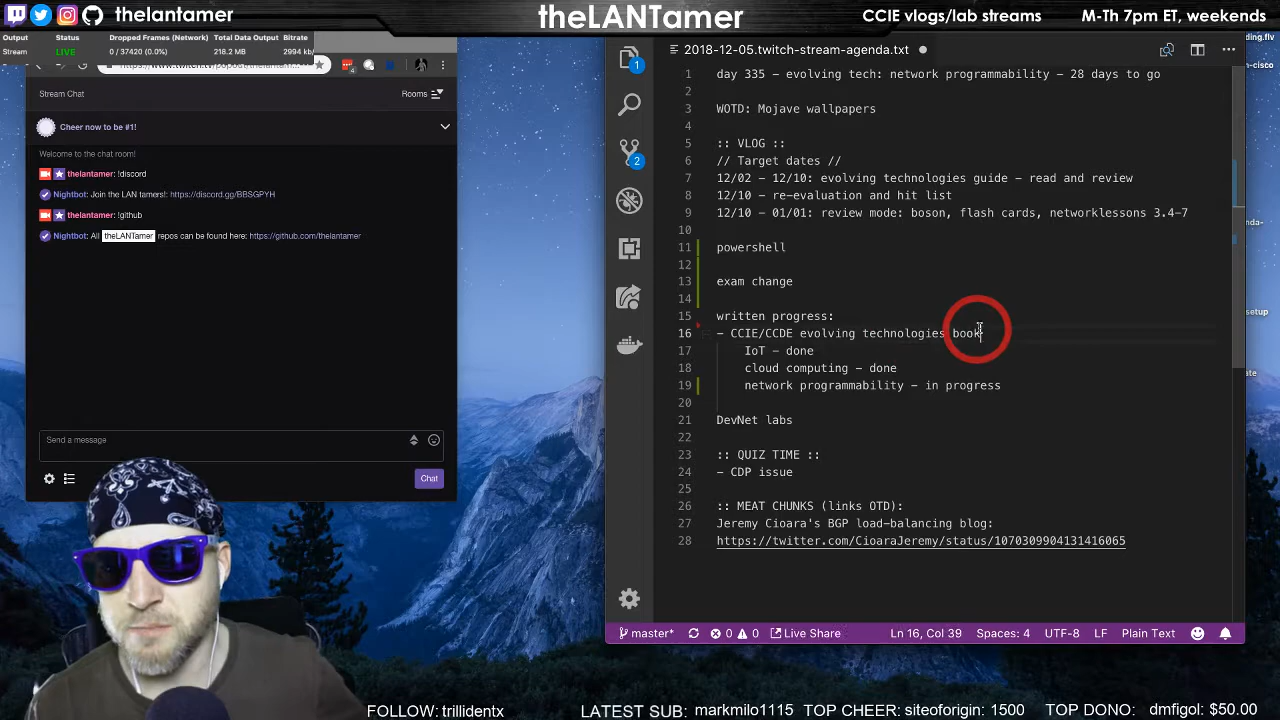 thelantamer
theLANTamer
CCIE vlogs/lab streams
M-Th 7pm ET, weekends
Output Status Dropped Frames (Network) Total Data Output Bitrate
Stream LIVE 0 / 37420 (0.0%) 218.2 MB 2994 kb/
Stream Chat
Rooms
Cheer now to be #1!
Welcome to the chat room!
thelantamer: !discord
Nightbot: Join the LAN tamers!: https://discord.gg/BBSGPYH
thelantamer: !github
Nightbot: All theLANTamer repos can be found here: https://github.com/thelantamer
Send a message
Chat
2018-12-05.twitch-stream-agenda.txt
1
2
1 day 335 - evolving tech: network programmability - 28 days to go
2
3 WOTD: Mojave wallpapers
4
5 :: VLOG ::
6 // Target dates //
7 12/02 - 12/10: evolving technologies guide - read and review
8 12/10 - re-evaluation and hit list
9 12/10 - 01/01: review mode: boson, flash cards, networklessons 3.4-7
10
11 powershell
12
13 exam change
14
15 written progress:
16 - CCIE/CCDE evolving technologies book
17 IoT - done
18 cloud computing - done
19 network programmability - in progress
20
21 DevNet labs
22
23 :: QUIZ TIME ::
24 - CDP issue
25
26 :: MEAT CHUNKS (links OTD):
27 Jeremy Cioara's BGP load-balancing blog:
28 https://twitter.com/CioaraJeremy/status/1070309904131416065
master* 0 0 Live Share Ln 16, Col 39 Spaces: 4 UTF-8 LF Plain Text
FOLLOW: trillidentx
LATEST SUB: markmilo1115
TOP CHEER: siteoforigin: 1500
TOP DONO: dmfigol: $50.00